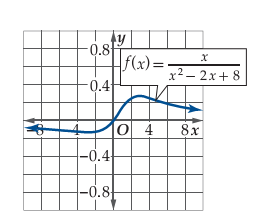 y
0.8
f(x) = x / (x² − 2x + 8)
0.4
−8 −4 O 4 8 x
−0.4
−0.8